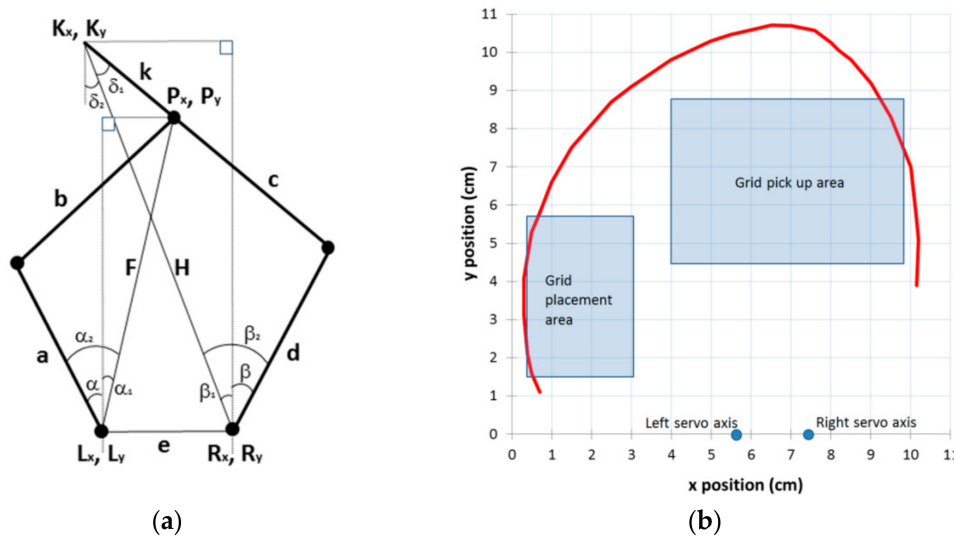 Kx, Ky
k
δ1
δ2
Px, Py
b
c
F
H
α2
β2
a
d
α
α1
β1
β
e
Lx, Ly
Rx, Ry
(a)
11
10
9
8
7
6
5
4
3
2
1
0
y position (cm)
Grid pick up area
Grid
placement
area
Left servo axis
Right servo axis
0 1 2 3 4 5 6 7 8 9 10 11
x position (cm)
(b)